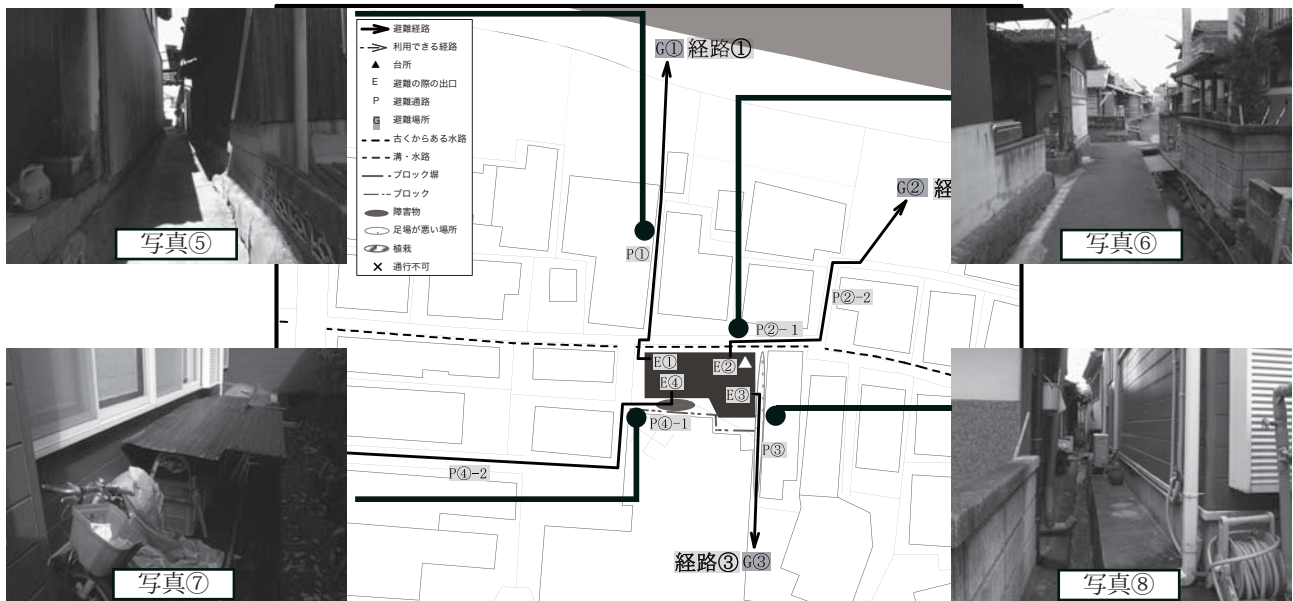 避難経路
利用できる経路
台所
E 避難の際の出口
P 避難通路
G 避難場所
古くからある水路
溝・水路
ブロック塀
ブロック
障害物
足場が悪い場所
植栽
通行不可
G① 経路①
G② 経
P①
P②-2
P②-1
E①
E②
E④
E③
P④-1
P③
P④-2
経路③ G③
写真⑤
写真⑥
写真⑦
写真⑧